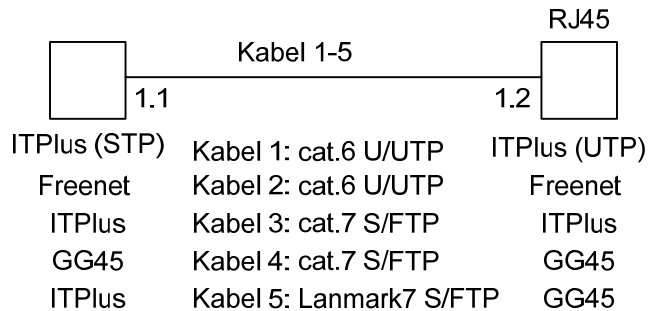 RJ45
Kabel 1-5
1.1 1.2
ITPlus (STP) Kabel 1: cat.6 U/UTP ITPlus (UTP)
Freenet Kabel 2: cat.6 U/UTP Freenet
ITPlus Kabel 3: cat.7 S/FTP ITPlus
GG45 Kabel 4: cat.7 S/FTP GG45
ITPlus Kabel 5: Lanmark7 S/FTP GG45